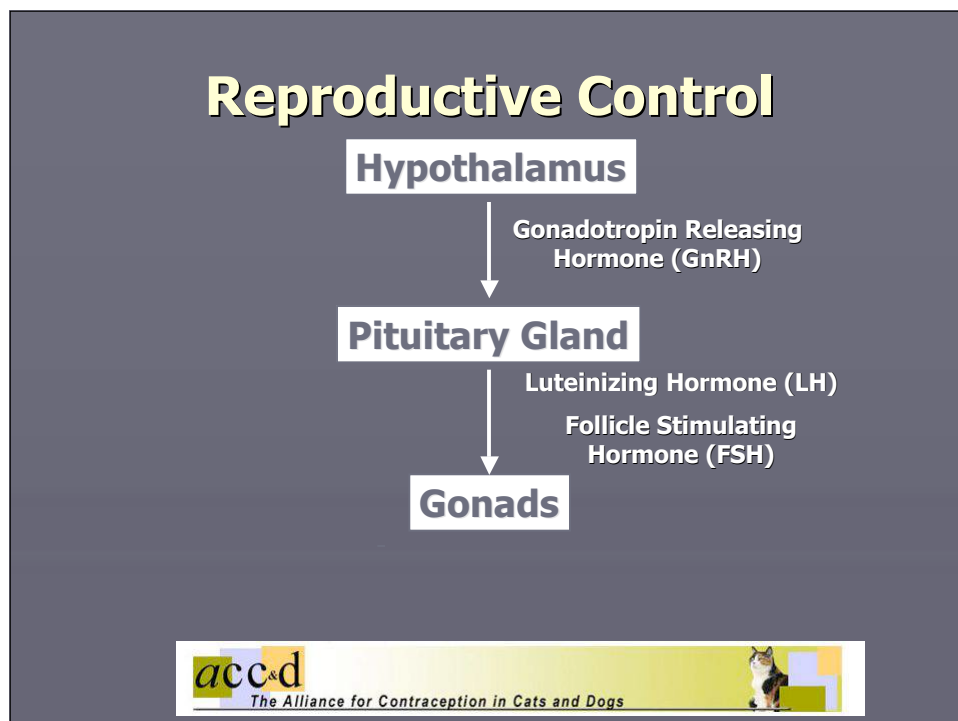 Reproductive Control
Hypothalamus
Gonadotropin Releasing
Hormone (GnRH)
Pituitary Gland
Luteinizing Hormone (LH)
Follicle Stimulating
Hormone (FSH)
Gonads
acc&d
The Alliance for Contraception in Cats and Dogs